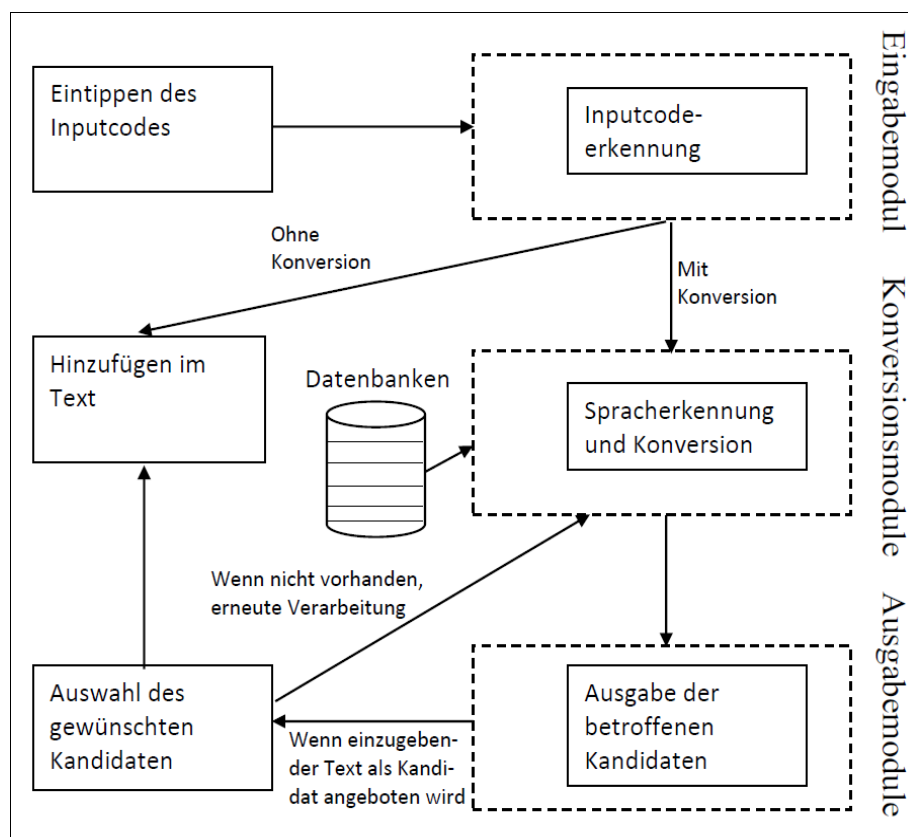 Eintippen des
Inputcodes
Inputcode-
erkennung
Eingabemodul
Ohne
Konversion
Mit
Konversion
Hinzufügen im
Text
Datenbanken
Spracherkennung
und Konversion
Konversionsmodule
Wenn nicht vorhanden,
erneute Verarbeitung
Auswahl des
gewünschten
Kandidaten
Wenn einzugeben-
der Text als Kandi-
dat angeboten wird
Ausgabe der
betroffenen
Kandidaten
Ausgabemodule